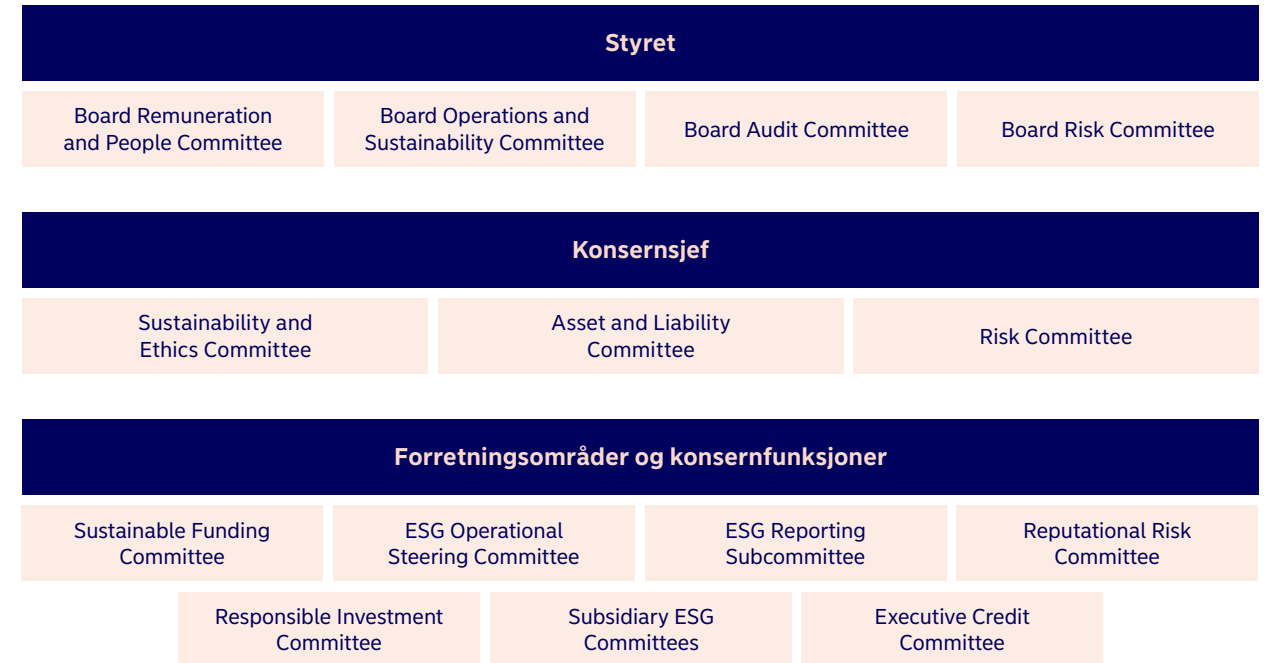 Styret
Board Remuneration
and People Committee
Board Operations and
Sustainability Committee
Board Audit Committee
Board Risk Committee
Konsernsjef
Sustainability and
Ethics Committee
Asset and Liability
Committee
Risk Committee
Forretningsområder og konsernfunksjoner
Sustainable Funding
Committee
ESG Operational
Steering Committee
ESG Reporting
Subcommittee
Reputational Risk
Committee
Responsible Investment
Committee
Subsidiary ESG
Committees
Executive Credit
Committee